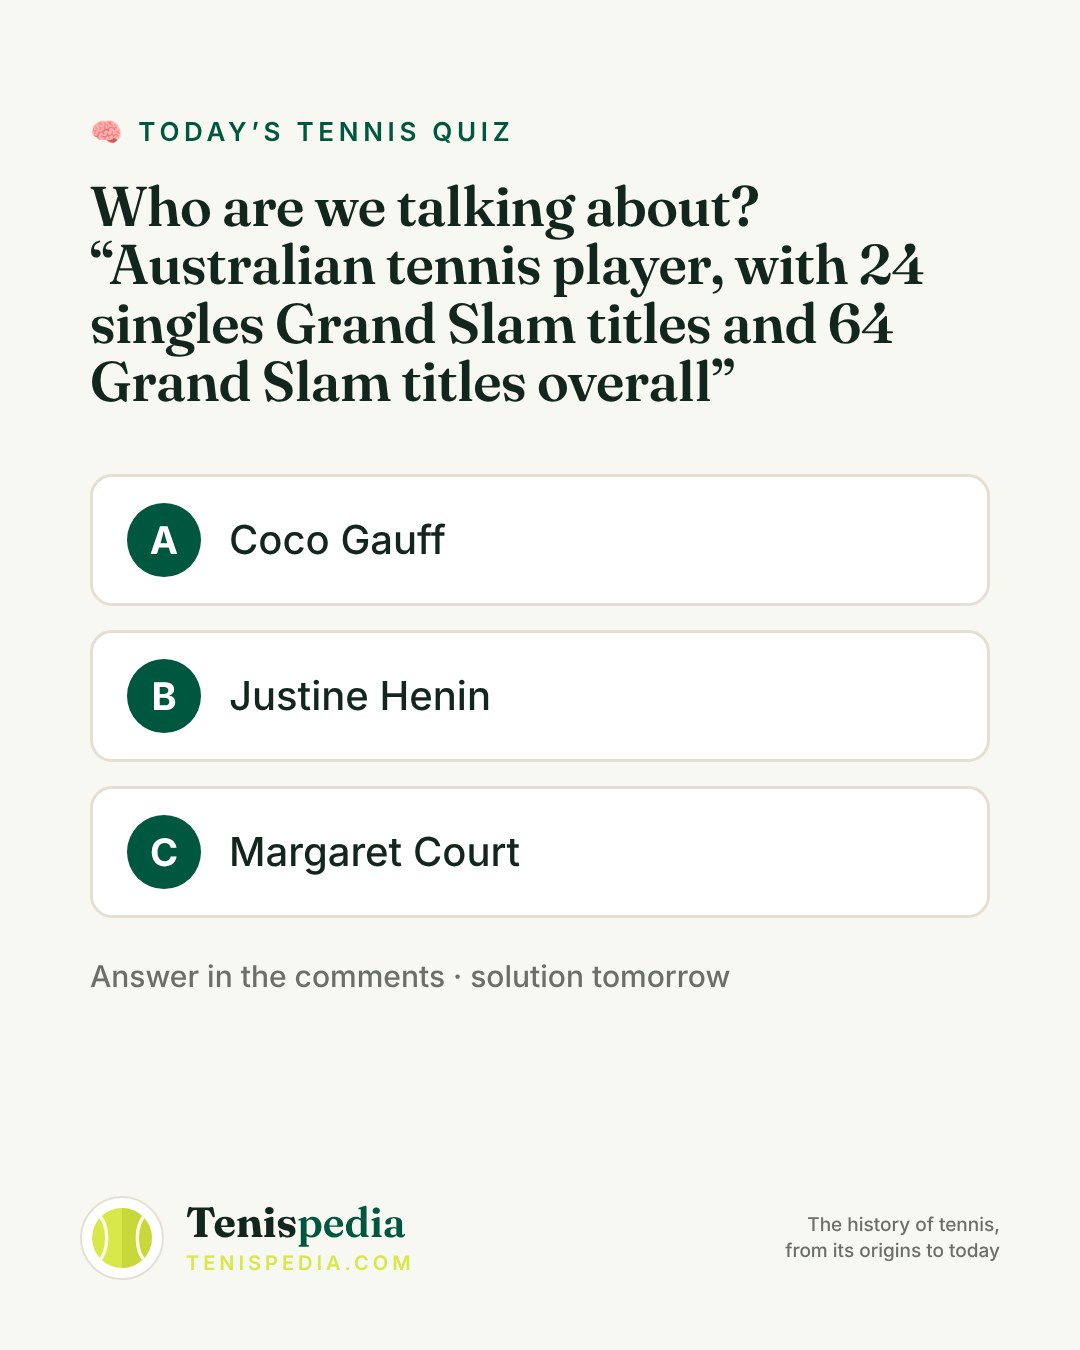 🧠 TODAY’S TENNIS QUIZ
Who are we talking about?
“Australian tennis player, with 24
singles Grand Slam titles and 64
Grand Slam titles overall”
A Coco Gauff
B Justine Henin
C Margaret Court
Answer in the comments · solution tomorrow
Tenispedia
TENISPEDIA.COM
The history of tennis,
from its origins to today